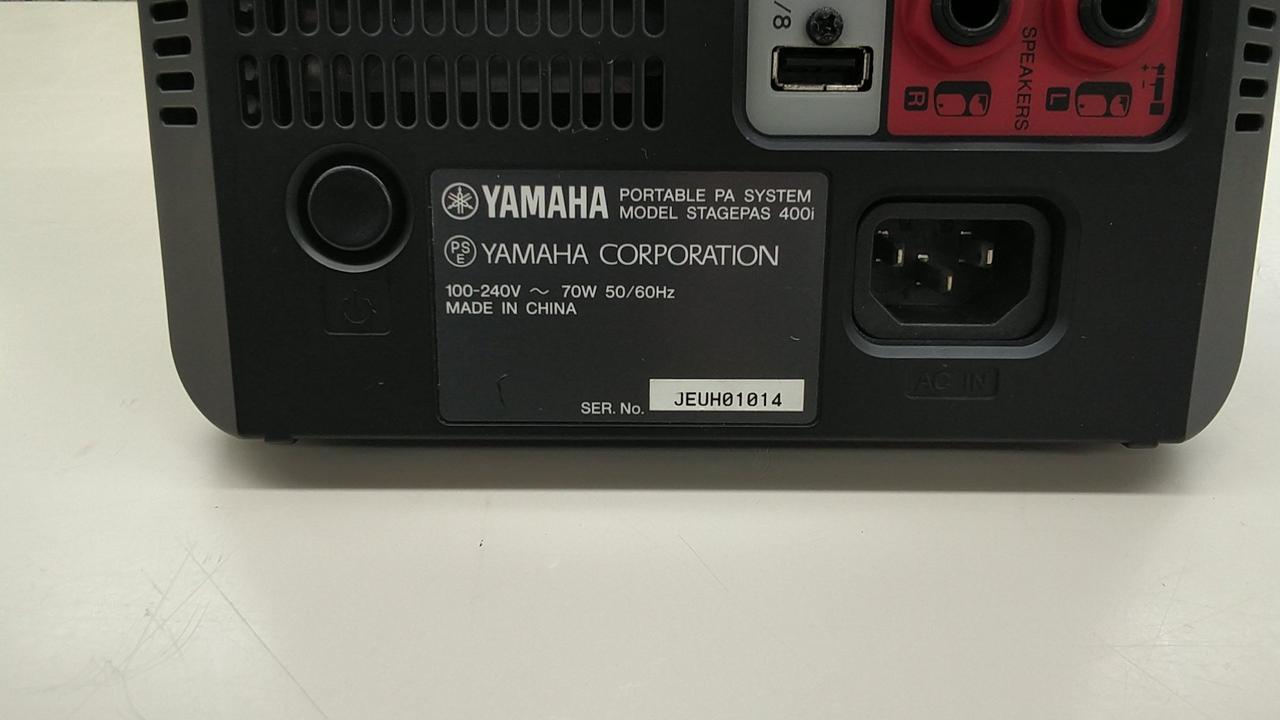 /8
SPEAKERS
R
L
+ -
YAMAHA PORTABLE PA SYSTEM
MODEL STAGEPAS 400i
PSE YAMAHA CORPORATION
100-240V ～ 70W 50/60Hz
MADE IN CHINA
SER. No. JEUH01014
AC IN